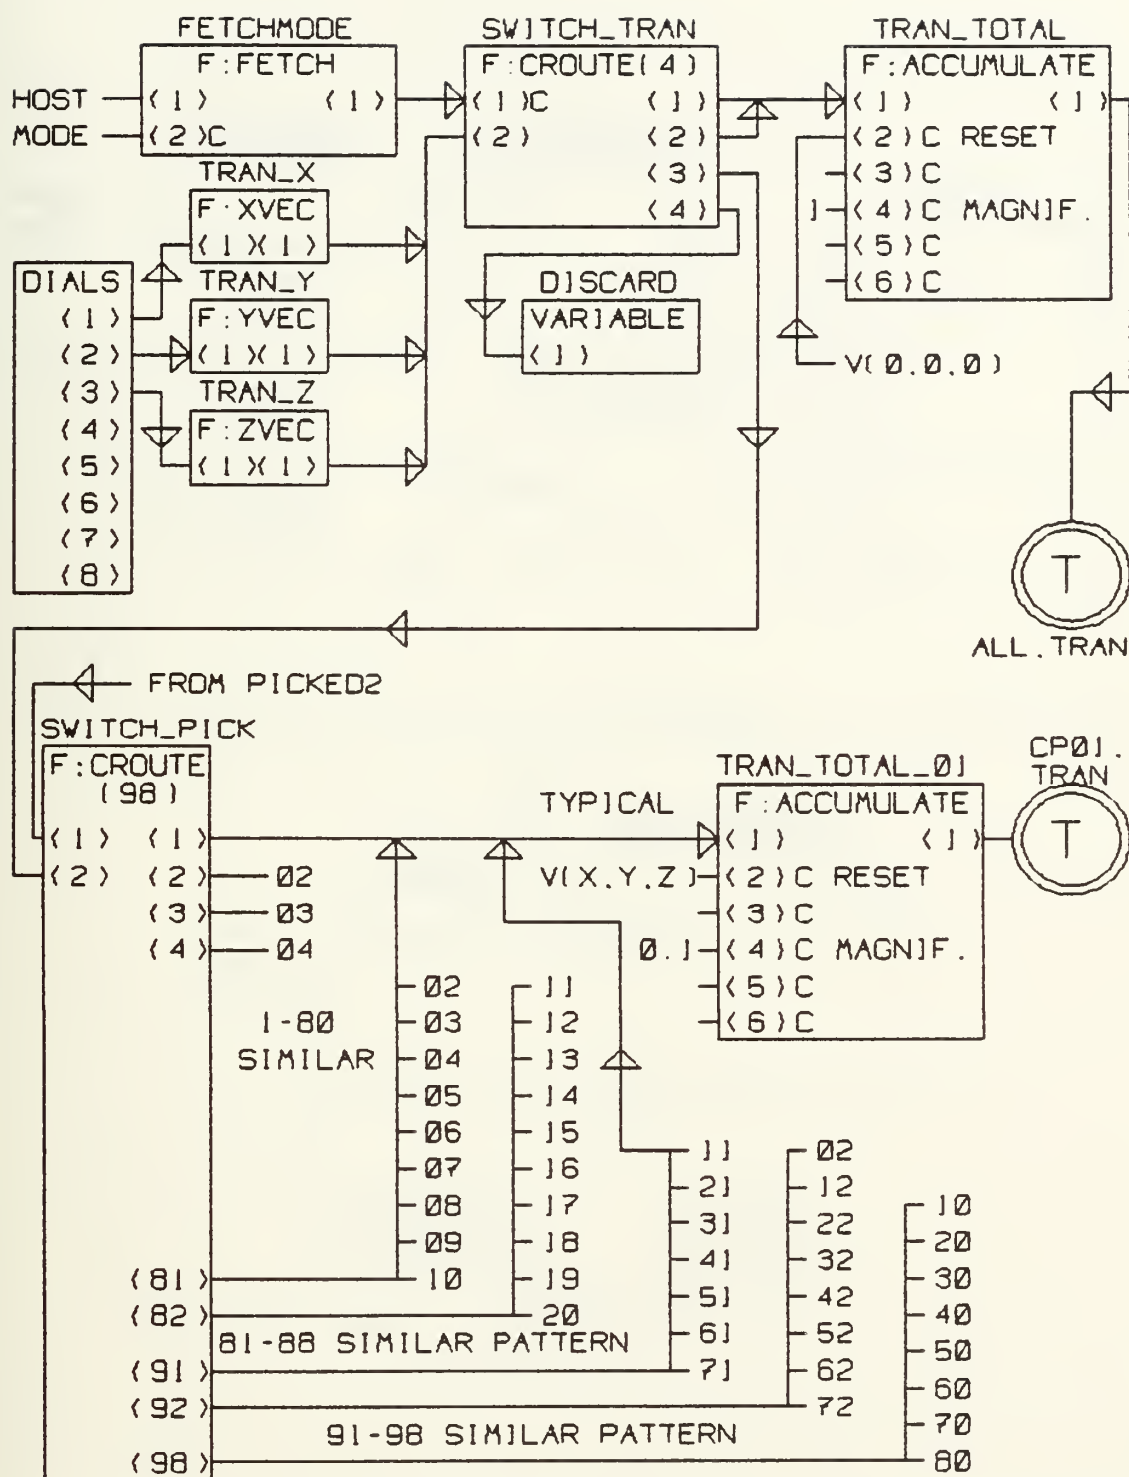 FETCHMODE
F:FETCH
HOST <1> <1>
MODE <2>C
SWITCH_TRAN
F:CROUTE(4)
<1>C <1>
<2> <2>
<3>
<4>
TRAN_TOTAL
F:ACCUMULATE
<1> <1>
<2>C RESET
<3>C
1 <4>C MAGNIF.
<5>C
<6>C
V(0.0.0)
TRAN_X
F:XVEC
<1><1>
TRAN_Y
F:YVEC
<1><1>
TRAN_Z
F:ZVEC
<1><1>
DIALS
<1>
<2>
<3>
<4>
<5>
<6>
<7>
<8>
DISCARD
VARIABLE
<1>
T
ALL.TRAN
FROM PICKED2
SWITCH_PICK
F:CROUTE
(98)
<1> <1>
<2> <2> 02
<3> 03
<4> 04
<81>
<82>
<91>
<92>
<98>
TYPICAL
TRAN_TOTAL_01
F:ACCUMULATE
<1> <1>
V(X.Y.Z) <2>C RESET
<3>C
0.1 <4>C MAGNIF.
<5>C
<6>C
CP01.
TRAN
T
1-80
SIMILAR
02
03
04
05
06
07
08
09
10
11
12
13
14
15
16
17
18
19
20
81-88 SIMILAR PATTERN
11
21
31
41
51
61
71
02
12
22
32
42
52
62
72
10
20
30
40
50
60
70
80
91-98 SIMILAR PATTERN